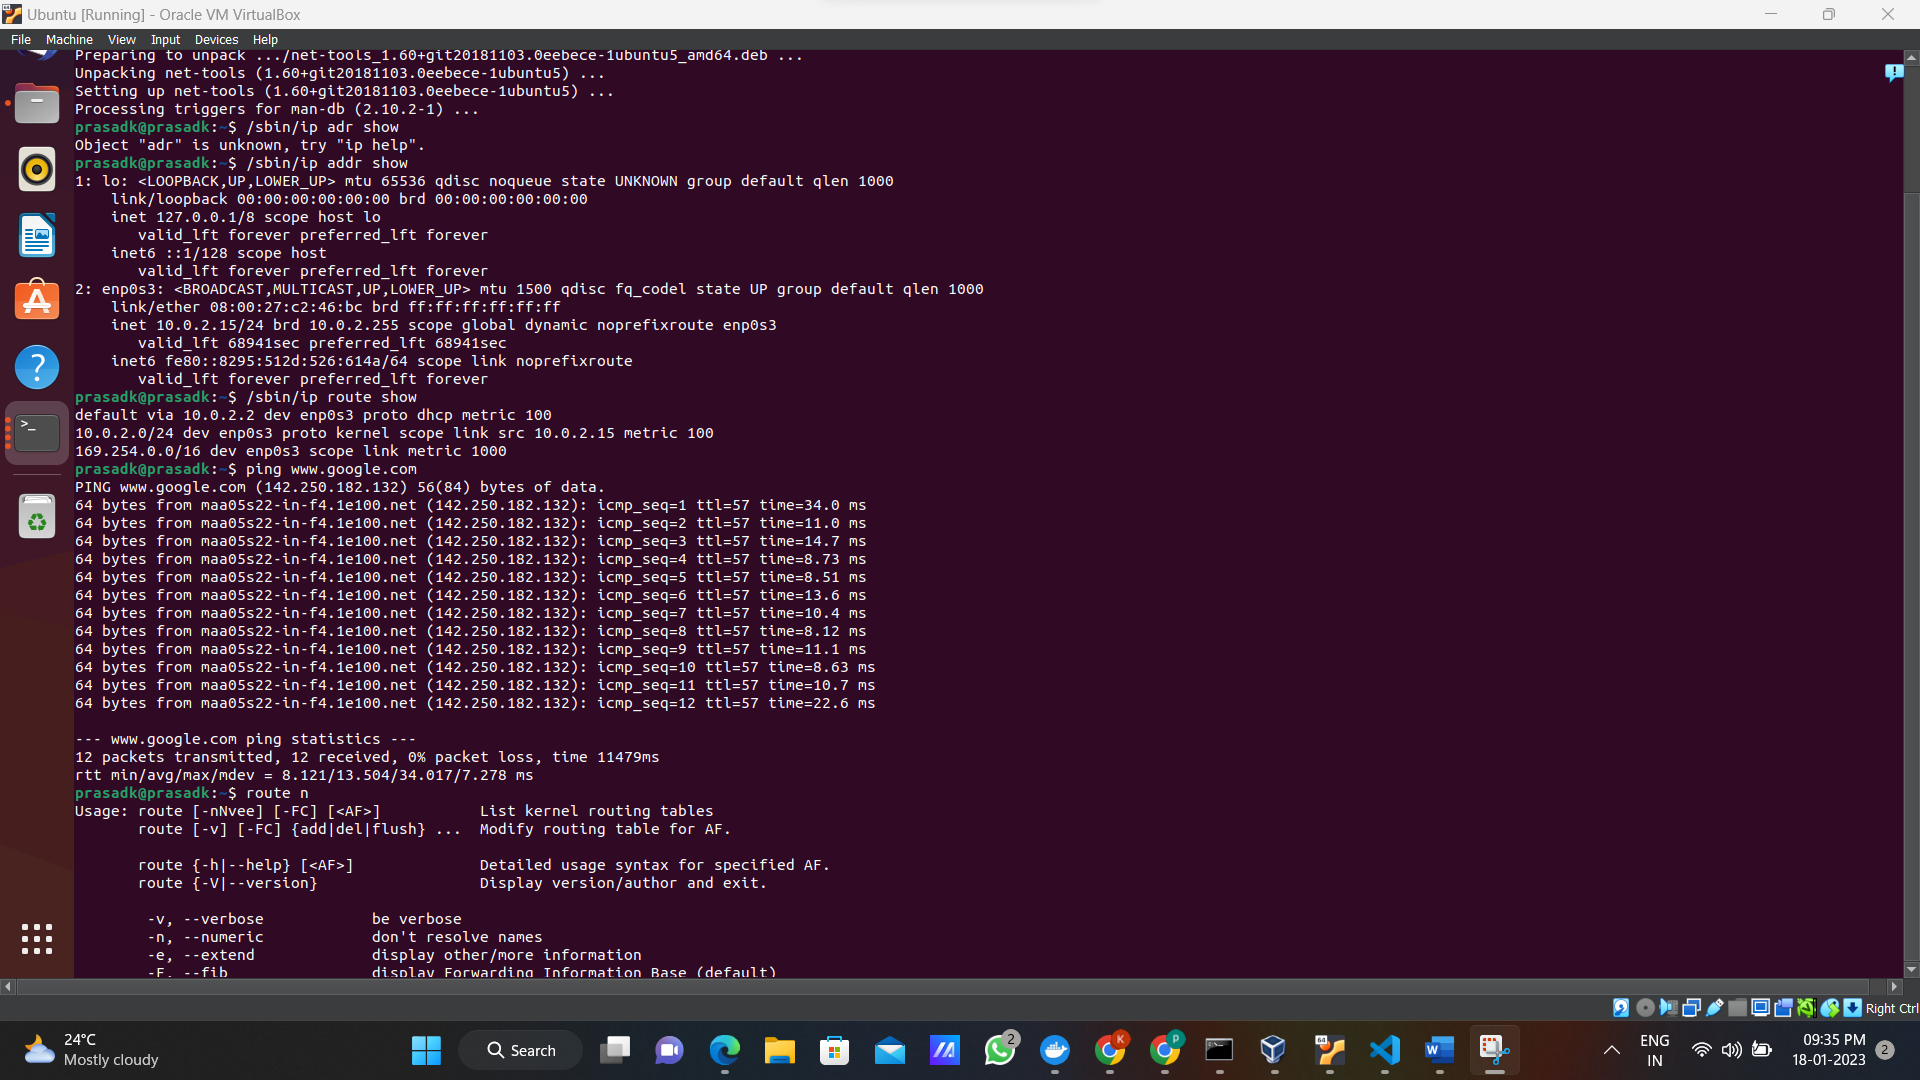 Ubuntu [Running] - Oracle VM VirtualBox
File Machine View Input Devices Help
Preparing to unpack .../net-tools_1.60+git20181103.0eebece-1ubuntu5_amd64.deb ...
Unpacking net-tools (1.60+git20181103.0eebece-1ubuntu5) ...
Setting up net-tools (1.60+git20181103.0eebece-1ubuntu5) ...
Processing triggers for man-db (2.10.2-1) ...
prasadk@prasadk:~$ /sbin/ip adr show
Object "adr" is unknown, try "ip help".
prasadk@prasadk:~$ /sbin/ip addr show
1: lo: <LOOPBACK,UP,LOWER_UP> mtu 65536 qdisc noqueue state UNKNOWN group default qlen 1000
link/loopback 00:00:00:00:00:00 brd 00:00:00:00:00:00
inet 127.0.0.1/8 scope host lo
valid_lft forever preferred_lft forever
inet6 ::1/128 scope host
valid_lft forever preferred_lft forever
2: enp0s3: <BROADCAST,MULTICAST,UP,LOWER_UP> mtu 1500 qdisc fq_codel state UP group default qlen 1000
link/ether 08:00:27:c2:46:bc brd ff:ff:ff:ff:ff:ff
inet 10.0.2.15/24 brd 10.0.2.255 scope global dynamic noprefixroute enp0s3
valid_lft 68941sec preferred_lft 68941sec
inet6 fe80::8295:512d:526:614a/64 scope link noprefixroute
valid_lft forever preferred_lft forever
prasadk@prasadk:~$ /sbin/ip route show
default via 10.0.2.2 dev enp0s3 proto dhcp metric 100
10.0.2.0/24 dev enp0s3 proto kernel scope link src 10.0.2.15 metric 100
169.254.0.0/16 dev enp0s3 scope link metric 1000
prasadk@prasadk:~$ ping www.google.com
PING www.google.com (142.250.182.132) 56(84) bytes of data.
64 bytes from maa05s22-in-f4.1e100.net (142.250.182.132): icmp_seq=1 ttl=57 time=34.0 ms
64 bytes from maa05s22-in-f4.1e100.net (142.250.182.132): icmp_seq=2 ttl=57 time=11.0 ms
64 bytes from maa05s22-in-f4.1e100.net (142.250.182.132): icmp_seq=3 ttl=57 time=14.7 ms
64 bytes from maa05s22-in-f4.1e100.net (142.250.182.132): icmp_seq=4 ttl=57 time=8.73 ms
64 bytes from maa05s22-in-f4.1e100.net (142.250.182.132): icmp_seq=5 ttl=57 time=8.51 ms
64 bytes from maa05s22-in-f4.1e100.net (142.250.182.132): icmp_seq=6 ttl=57 time=13.6 ms
64 bytes from maa05s22-in-f4.1e100.net (142.250.182.132): icmp_seq=7 ttl=57 time=10.4 ms
64 bytes from maa05s22-in-f4.1e100.net (142.250.182.132): icmp_seq=8 ttl=57 time=8.12 ms
64 bytes from maa05s22-in-f4.1e100.net (142.250.182.132): icmp_seq=9 ttl=57 time=11.1 ms
64 bytes from maa05s22-in-f4.1e100.net (142.250.182.132): icmp_seq=10 ttl=57 time=8.63 ms
64 bytes from maa05s22-in-f4.1e100.net (142.250.182.132): icmp_seq=11 ttl=57 time=10.7 ms
64 bytes from maa05s22-in-f4.1e100.net (142.250.182.132): icmp_seq=12 ttl=57 time=22.6 ms
--- www.google.com ping statistics ---
12 packets transmitted, 12 received, 0% packet loss, time 11479ms
rtt min/avg/max/mdev = 8.121/13.504/34.017/7.278 ms
prasadk@prasadk:~$ route n
Usage: route [-nNvee] [-FC] [<AF>] List kernel routing tables
route [-v] [-FC] {add|del|flush} ... Modify routing table for AF.
route {-h|--help} [<AF>] Detailed usage syntax for specified AF.
route {-V|--version} Display version/author and exit.
-v, --verbose be verbose
-n, --numeric don't resolve names
-e, --extend display other/more information
-F, --fib display Forwarding Information Base (default)
Right Ctrl
24°C
Mostly cloudy
Search
2
K
P
64
ENG
IN
09:35 PM
18-01-2023
2